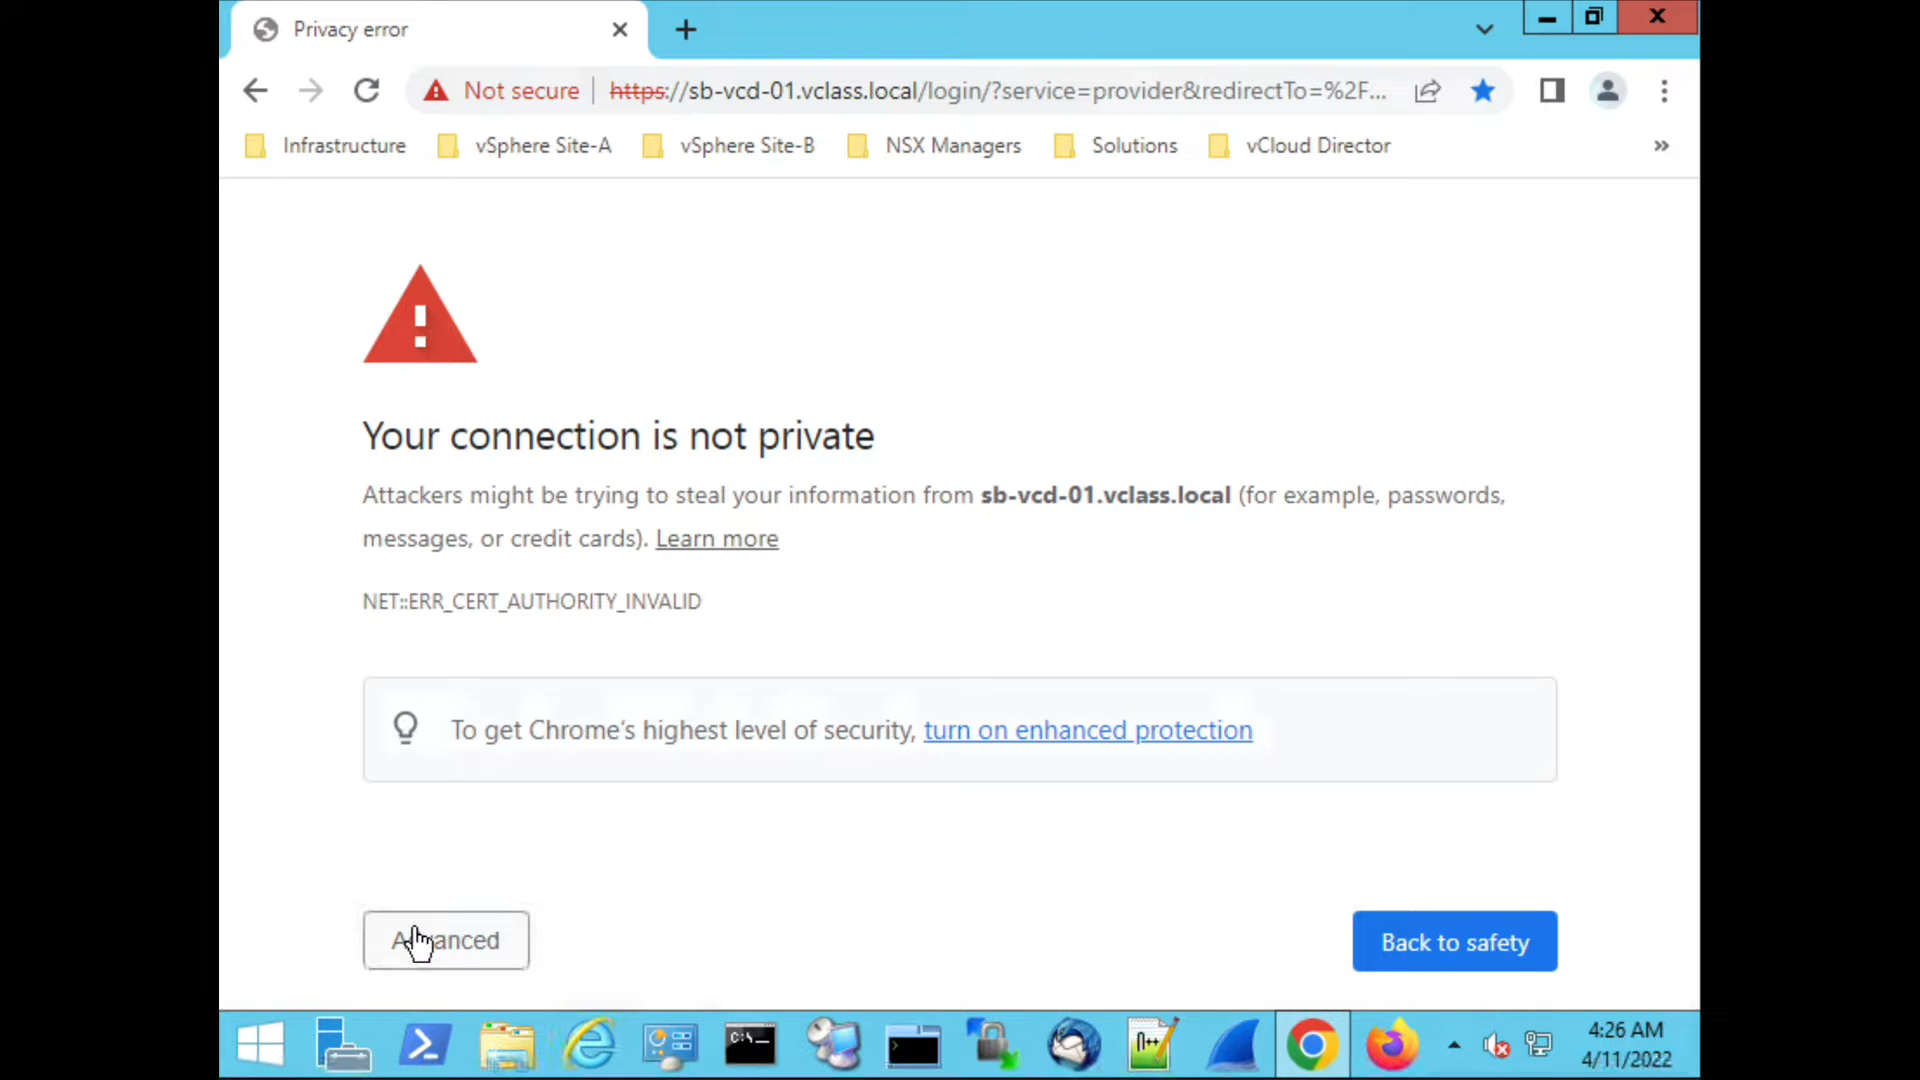 Privacy error
Not secure
https://sb-vcd-01.vclass.local/login/?service=provider&redirectTo=%2F...
Infrastructure
vSphere Site-A
vSphere Site-B
NSX Managers
Solutions
vCloud Director
»
Your connection is not private
Attackers might be trying to steal your information from sb-vcd-01.vclass.local (for example, passwords,
messages, or credit cards). Learn more
NET::ERR_CERT_AUTHORITY_INVALID
To get Chrome's highest level of security, turn on enhanced protection
Advanced
Back to safety
4:26 AM
4/11/2022